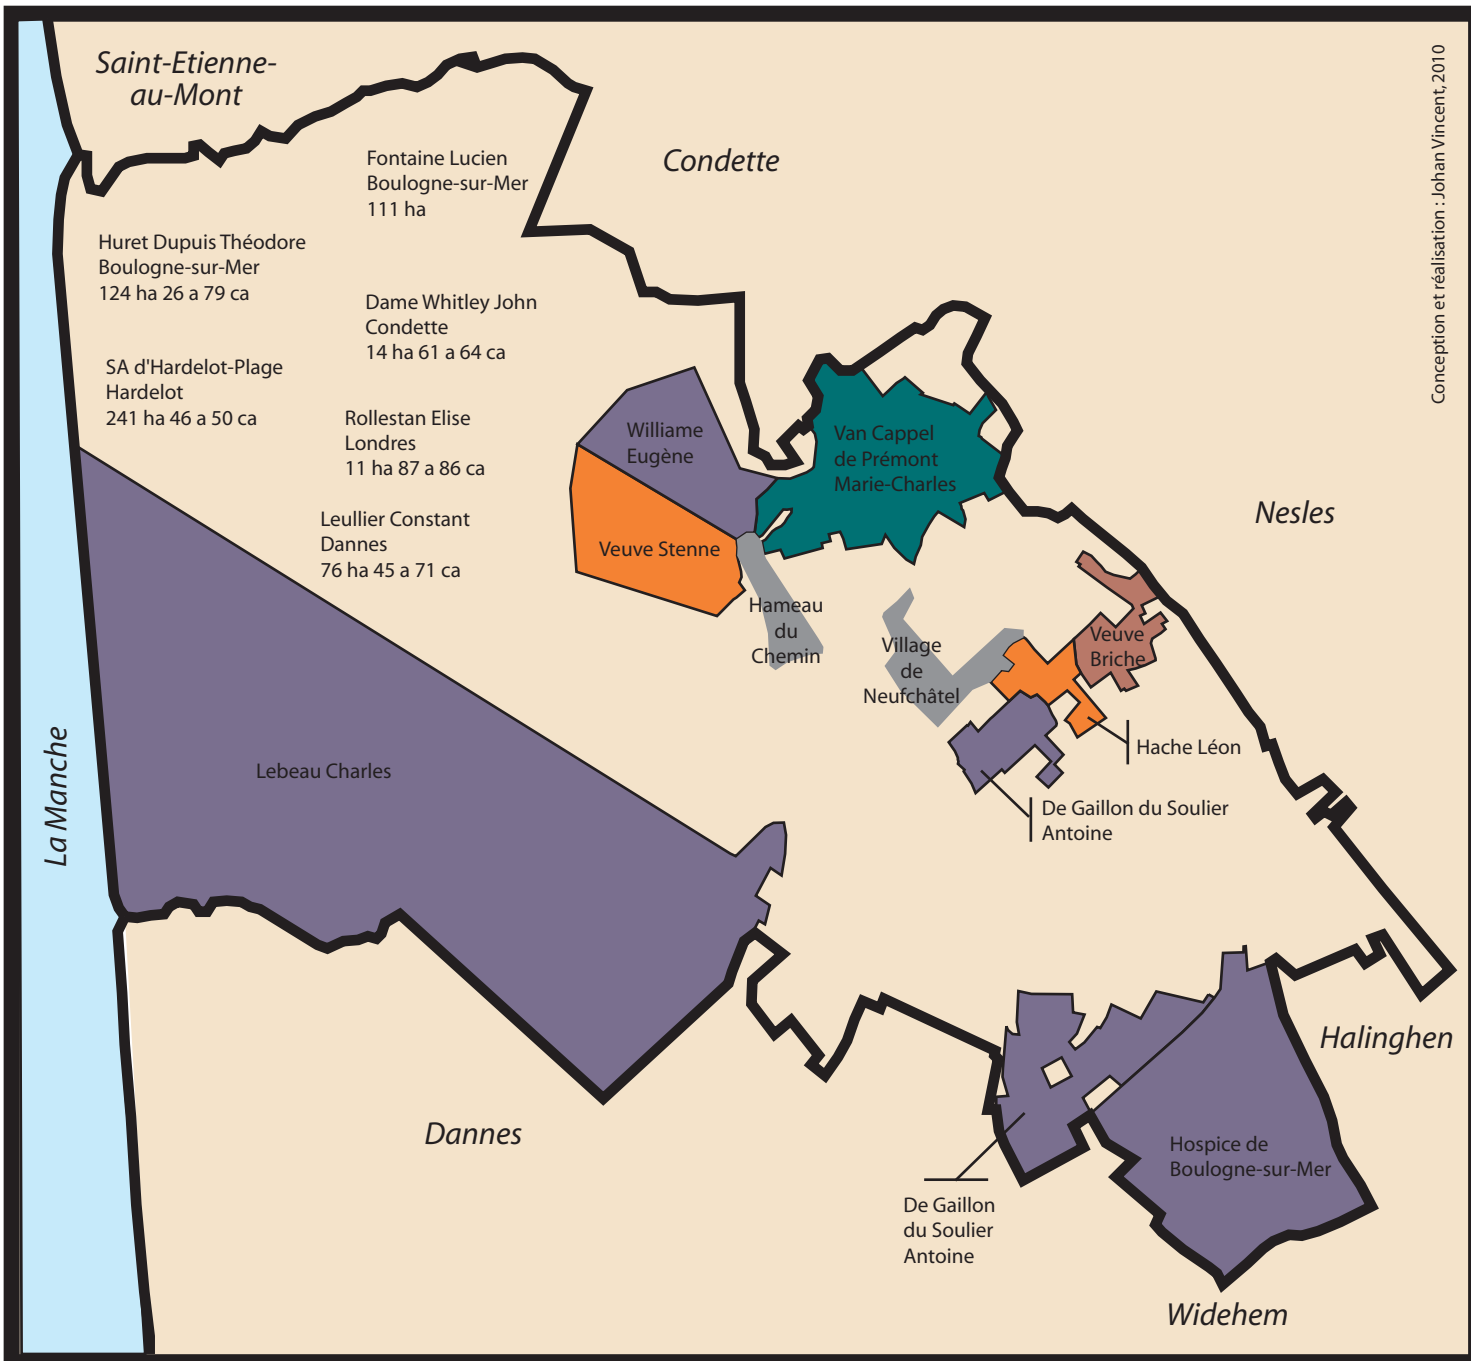 Saint-Etienne-
au-Mont
Conception et réalisation : Johan Vincent, 2010
Condette
Fontaine Lucien
Boulogne-sur-Mer
111 ha
Huret Dupuis Théodore
Boulogne-sur-Mer
124 ha 26 a 79 ca
Dame Whitley John
Condette
14 ha 61 a 64 ca
SA d'Hardelot-Plage
Hardelot
241 ha 46 a 50 ca
Rollestan Elise
Londres
11 ha 87 a 86 ca
Leullier Constant
Dannes
76 ha 45 a 71 ca
Williame
Eugène
Van Cappel
de Prémont
Marie-Charles
Nesles
Veuve Stenne
Hameau
du
Chemin
Village
de
Neufchâtel
Veuve
Briche
Hache Léon
De Gaillon du Soulier
Antoine
La Manche
Lebeau Charles
Halinghen
Dannes
Hospice de
Boulogne-sur-Mer
De Gaillon
du Soulier
Antoine
Widehem